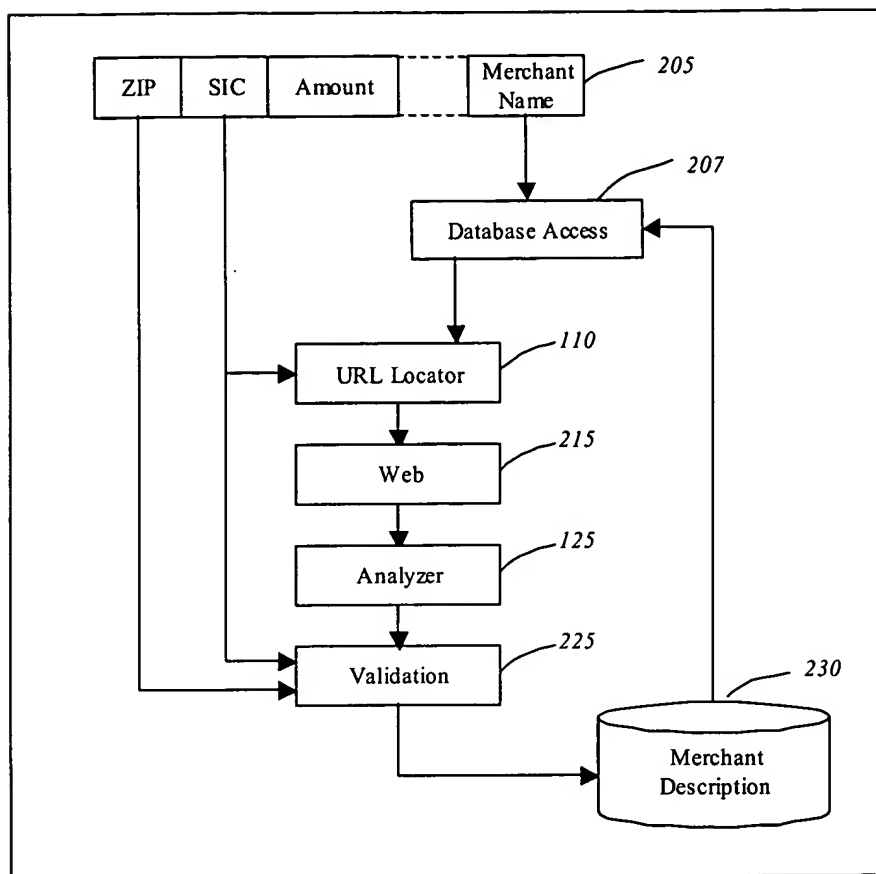 ZIP SIC Amount Merchant Name 205
207
Database Access
110
URL Locator
215
Web
125
Analyzer
225
Validation
230
Merchant
Description